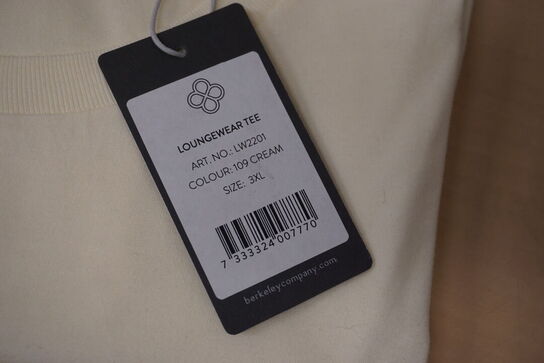 LOUNGEWEAR TEE
ART. NO.: LW2201
COLOUR: 109 CREAM
SIZE: 3XL
7 333324 007770
berkeleycompany.com